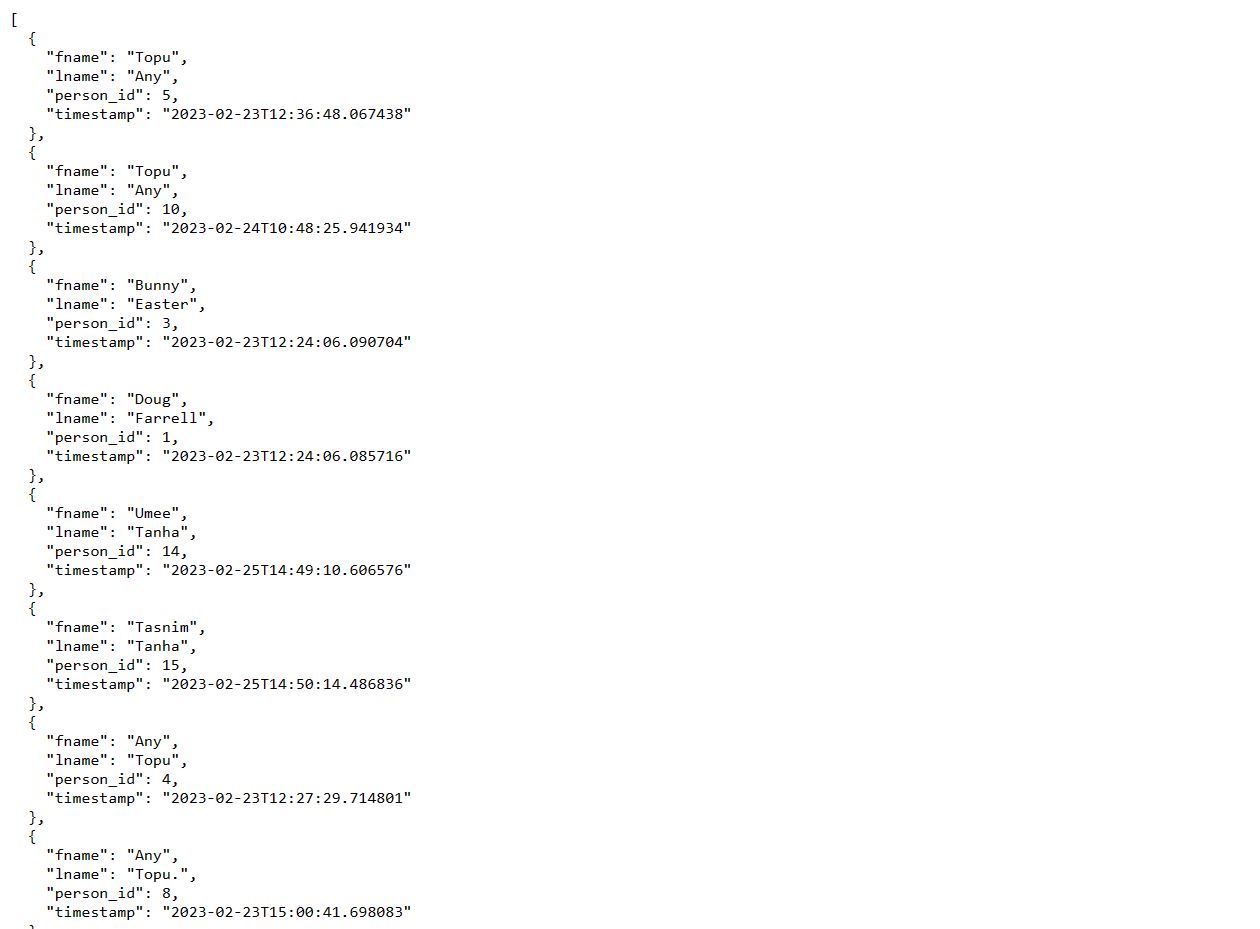 [
  {
    "fname": "Topu",
    "lname": "Any",
    "person_id": 5,
    "timestamp": "2023-02-23T12:36:48.067438"
  },
  {
    "fname": "Topu",
    "lname": "Any",
    "person_id": 10,
    "timestamp": "2023-02-24T10:48:25.941934"
  },
  {
    "fname": "Bunny",
    "lname": "Easter",
    "person_id": 3,
    "timestamp": "2023-02-23T12:24:06.090704"
  },
  {
    "fname": "Doug",
    "lname": "Farrell",
    "person_id": 1,
    "timestamp": "2023-02-23T12:24:06.085716"
  },
  {
    "fname": "Umee",
    "lname": "Tanha",
    "person_id": 14,
    "timestamp": "2023-02-25T14:49:10.606576"
  },
  {
    "fname": "Tasnim",
    "lname": "Tanha",
    "person_id": 15,
    "timestamp": "2023-02-25T14:50:14.486836"
  },
  {
    "fname": "Any",
    "lname": "Topu",
    "person_id": 4,
    "timestamp": "2023-02-23T12:27:29.714801"
  },
  {
    "fname": "Any",
    "lname": "Topu.",
    "person_id": 8,
    "timestamp": "2023-02-23T15:00:41.698083"